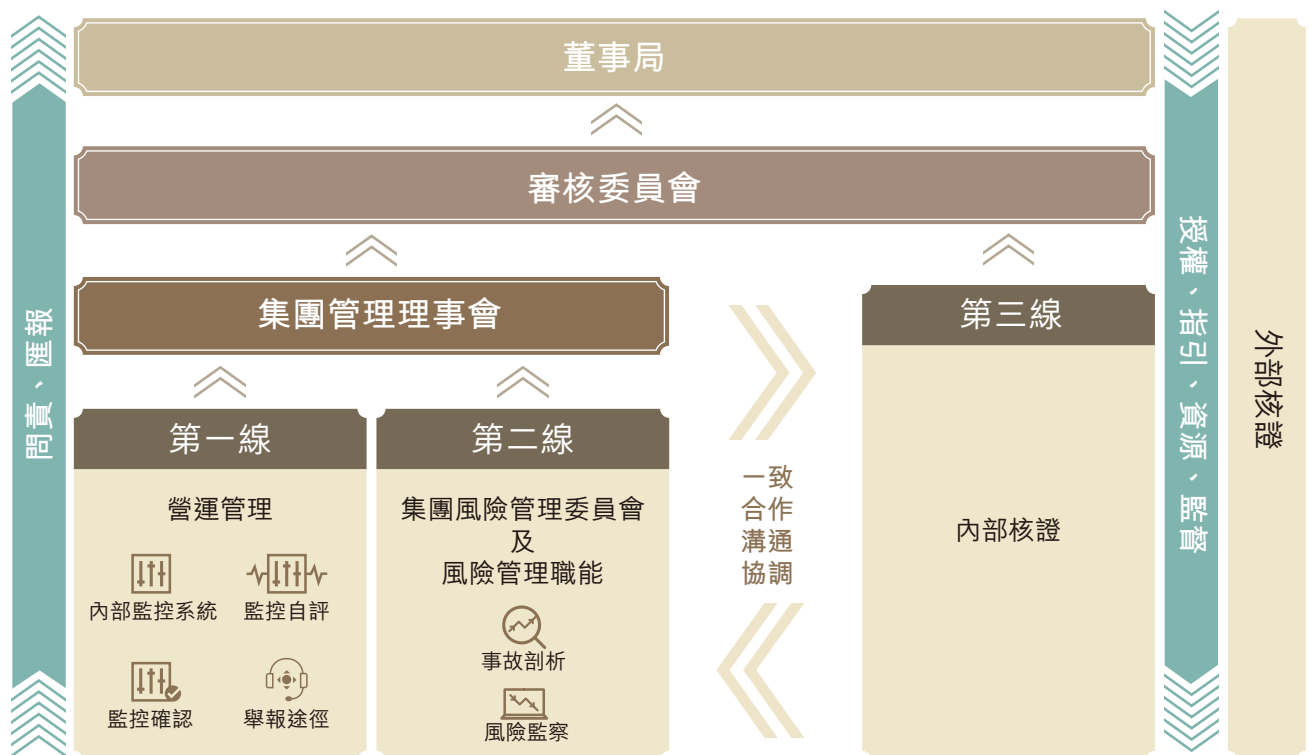 董事局
審核委員會
集團管理理事會
第一線
營運管理
內部監控系統
監控自評
監控確認
舉報途徑
第二線
集團風險管理委員會
及
風險管理職能
事故剖析
風險監察
一致
合作
溝通
協調
第三線
內部核證
問責、匯報
授權、指引、資源、監督
外部核證